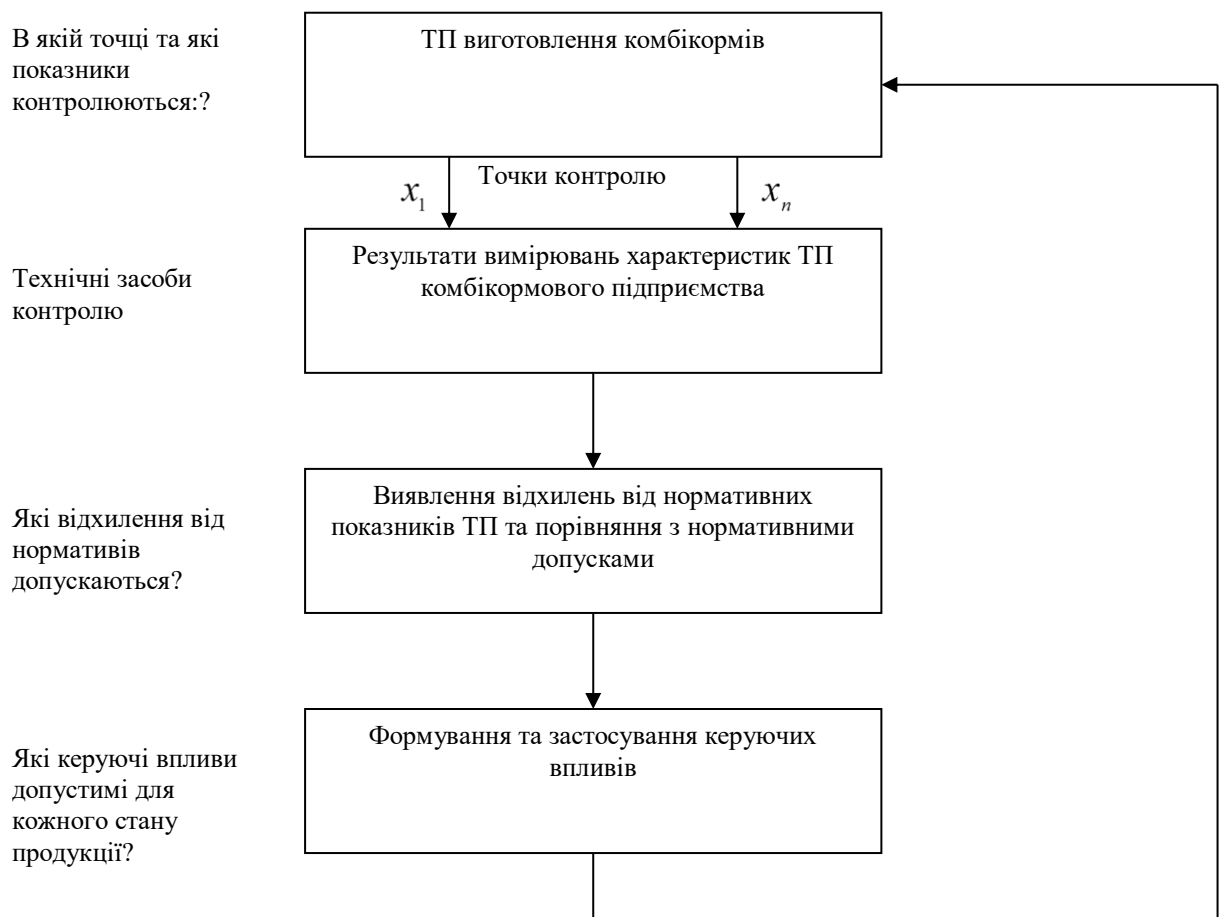 В якій точці та які
показники
контролюються:?
ТП виготовлення комбікормів
Точки контролю
x₁
xₙ
Технічні засоби
контролю
Результати вимірювань характеристик ТП
комбікормового підприємства
Які відхилення від
нормативів
допускаються?
Виявлення відхилень від нормативних
показників ТП та порівняння з нормативними
допусками
Які керуючі впливи
допустимі для
кожного стану
продукції?
Формування та застосування керуючих
впливів